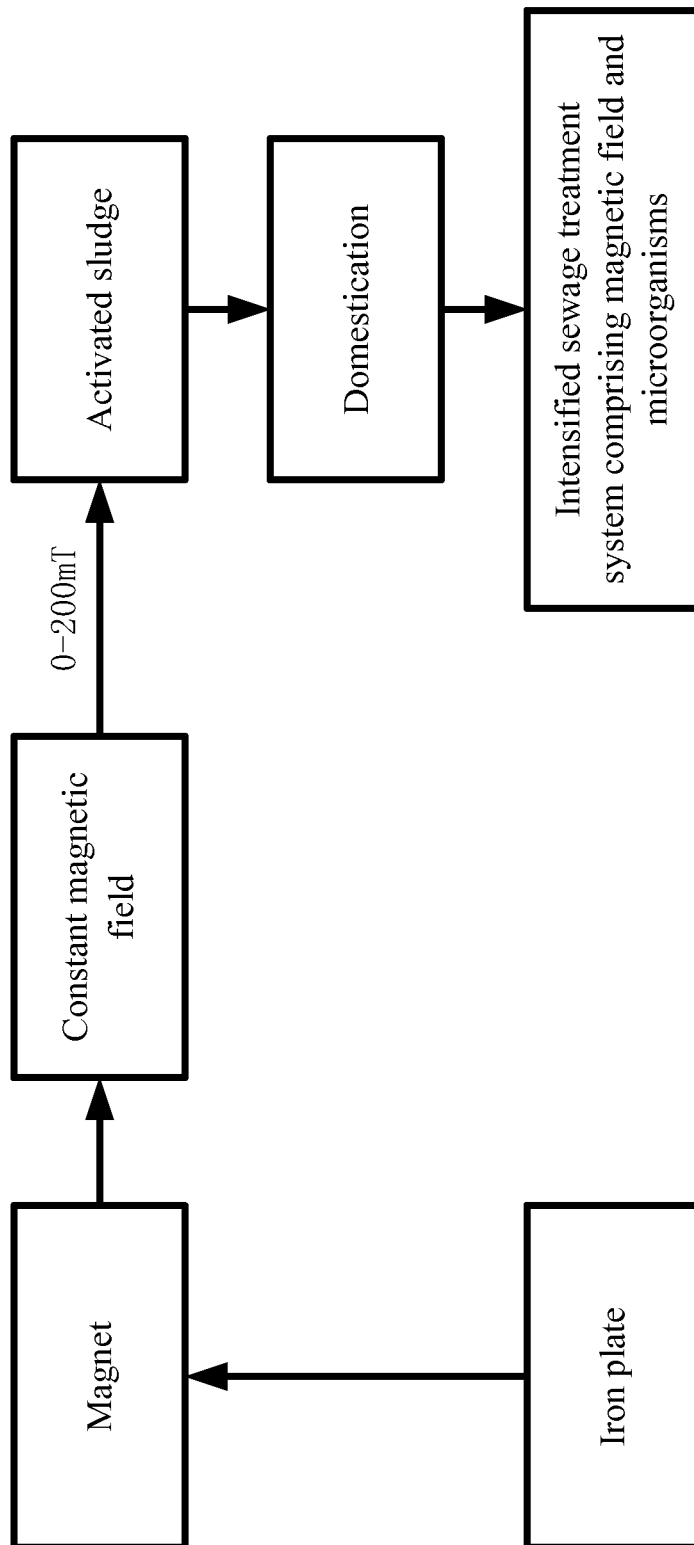 Magnet
Constant magnetic
field
0-200mT
Activated sludge
Iron plate
Domestication
Intensified sewage treatment
system comprising magnetic field and
microorganisms